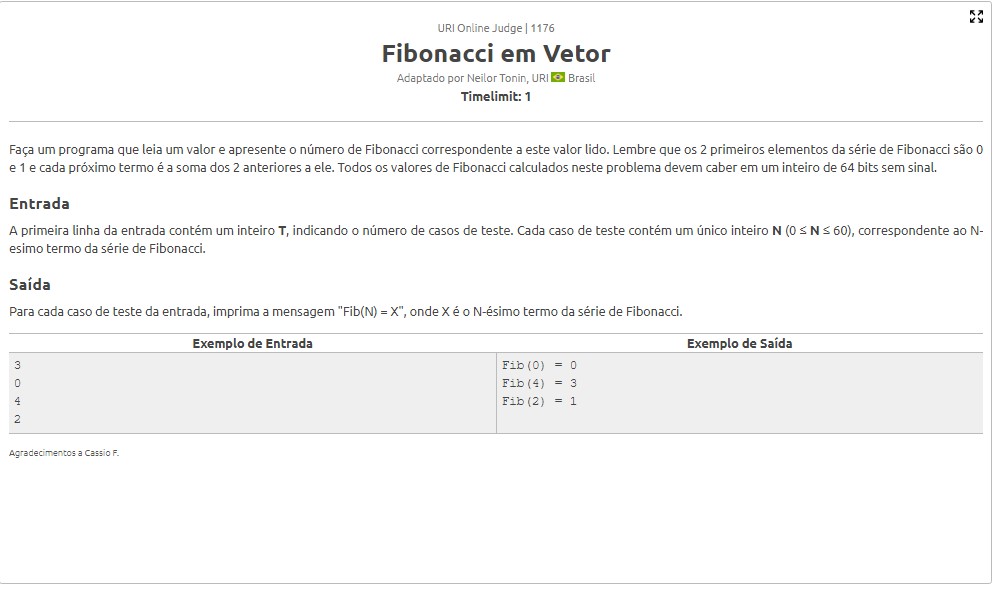 URI Online Judge | 1176
Fibonacci em Vetor
Adaptado por Neilor Tonin, URI Brasil
Timelimit: 1
Faça um programa que leia um valor e apresente o número de Fibonacci correspondente a este valor lido. Lembre que os 2 primeiros elementos da série de Fibonacci são 0
e 1 e cada próximo termo é a soma dos 2 anteriores a ele. Todos os valores de Fibonacci calculados neste problema devem caber em um inteiro de 64 bits sem sinal.
Entrada
A primeira linha da entrada contém um inteiro T, indicando o número de casos de teste. Cada caso de teste contém um único inteiro N (0 ≤ N ≤ 60), correspondente ao N-
esimo termo da série de Fibonacci.
Saída
Para cada caso de teste da entrada, imprima a mensagem "Fib(N) = X", onde X é o N-ésimo termo da série de Fibonacci.
Exemplo de Entrada
Exemplo de Saída
3
0
4
2
Fib(0) = 0
Fib(4) = 3
Fib(2) = 1
Agradecimentos a Cassio F.